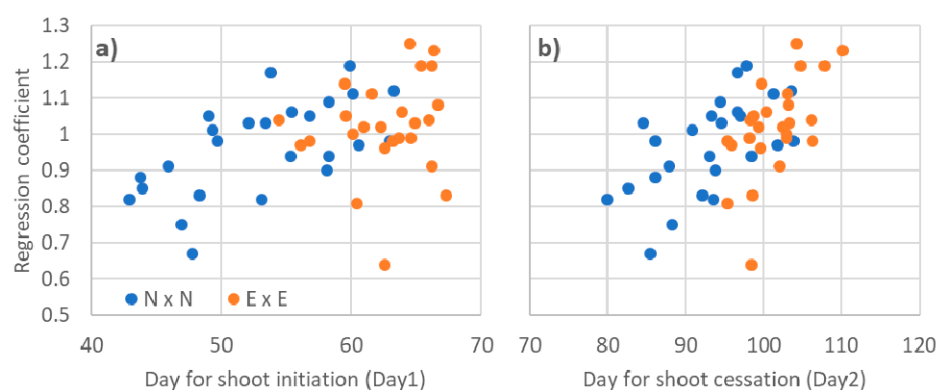 1.3
a)
b)
1.2
1.1
1
0.9
0.8
0.7
0.6
0.5
Regression coefficient
N x N E x E
40 50 60 70
70 80 90 100 110 120
Day for shoot initiation (Day1)
Day for shoot cessation (Day2)